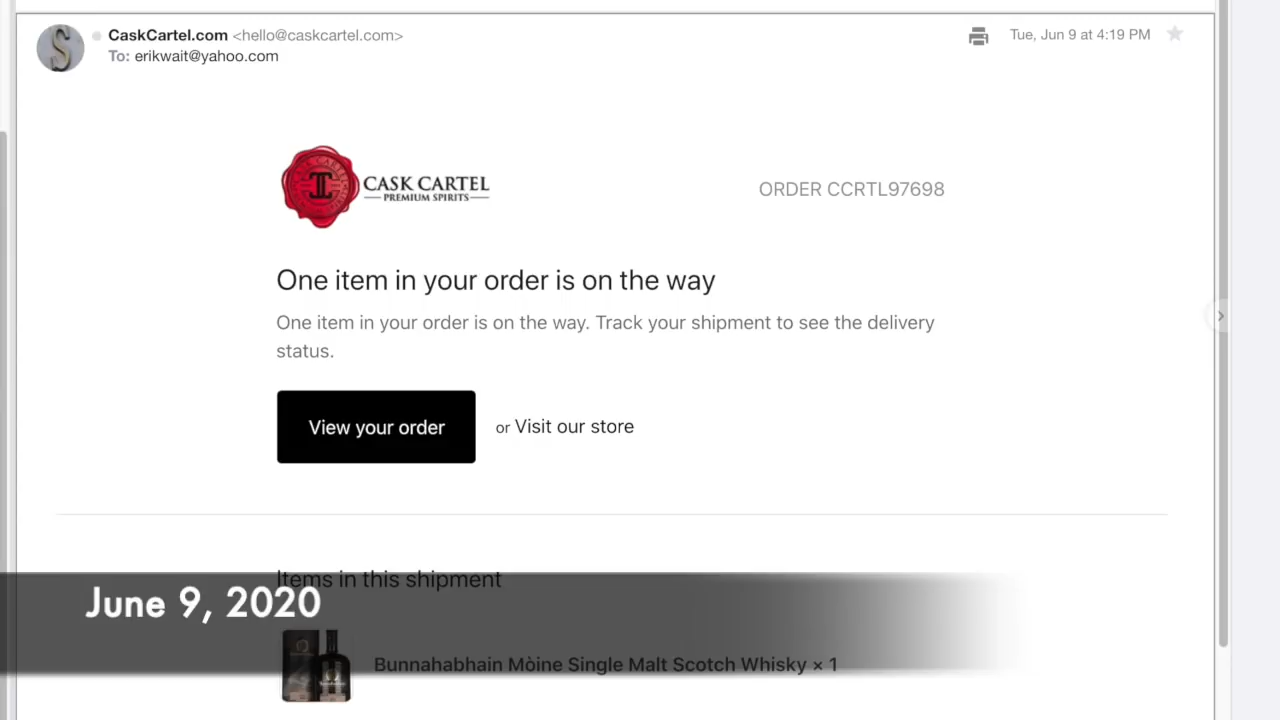 CaskCartel.com <hello@caskcartel.com>
Tue, Jun 9 at 4:19 PM
To: erikwait@yahoo.com
CASK CARTEL
PREMIUM SPIRITS
ORDER CCRTL97698
One item in your order is on the way
One item in your order is on the way. Track your shipment to see the delivery
status.
View your order
or Visit our store
Items in this shipment
June 9, 2020
Bunnahabhain Mòine Single Malt Scotch Whisky × 1